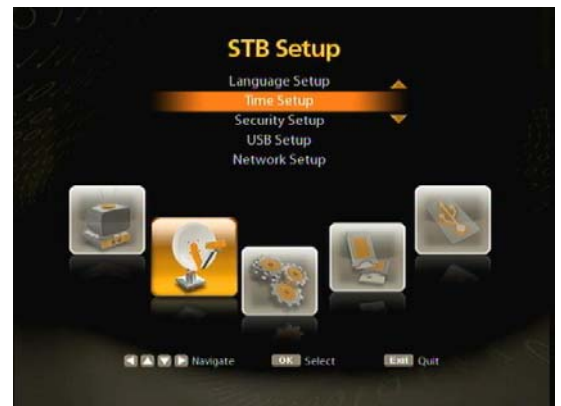 STB Setup
Language Setup
Time Setup
Security Setup
USB Setup
Network Setup
Navigate OK Select Exit Quit